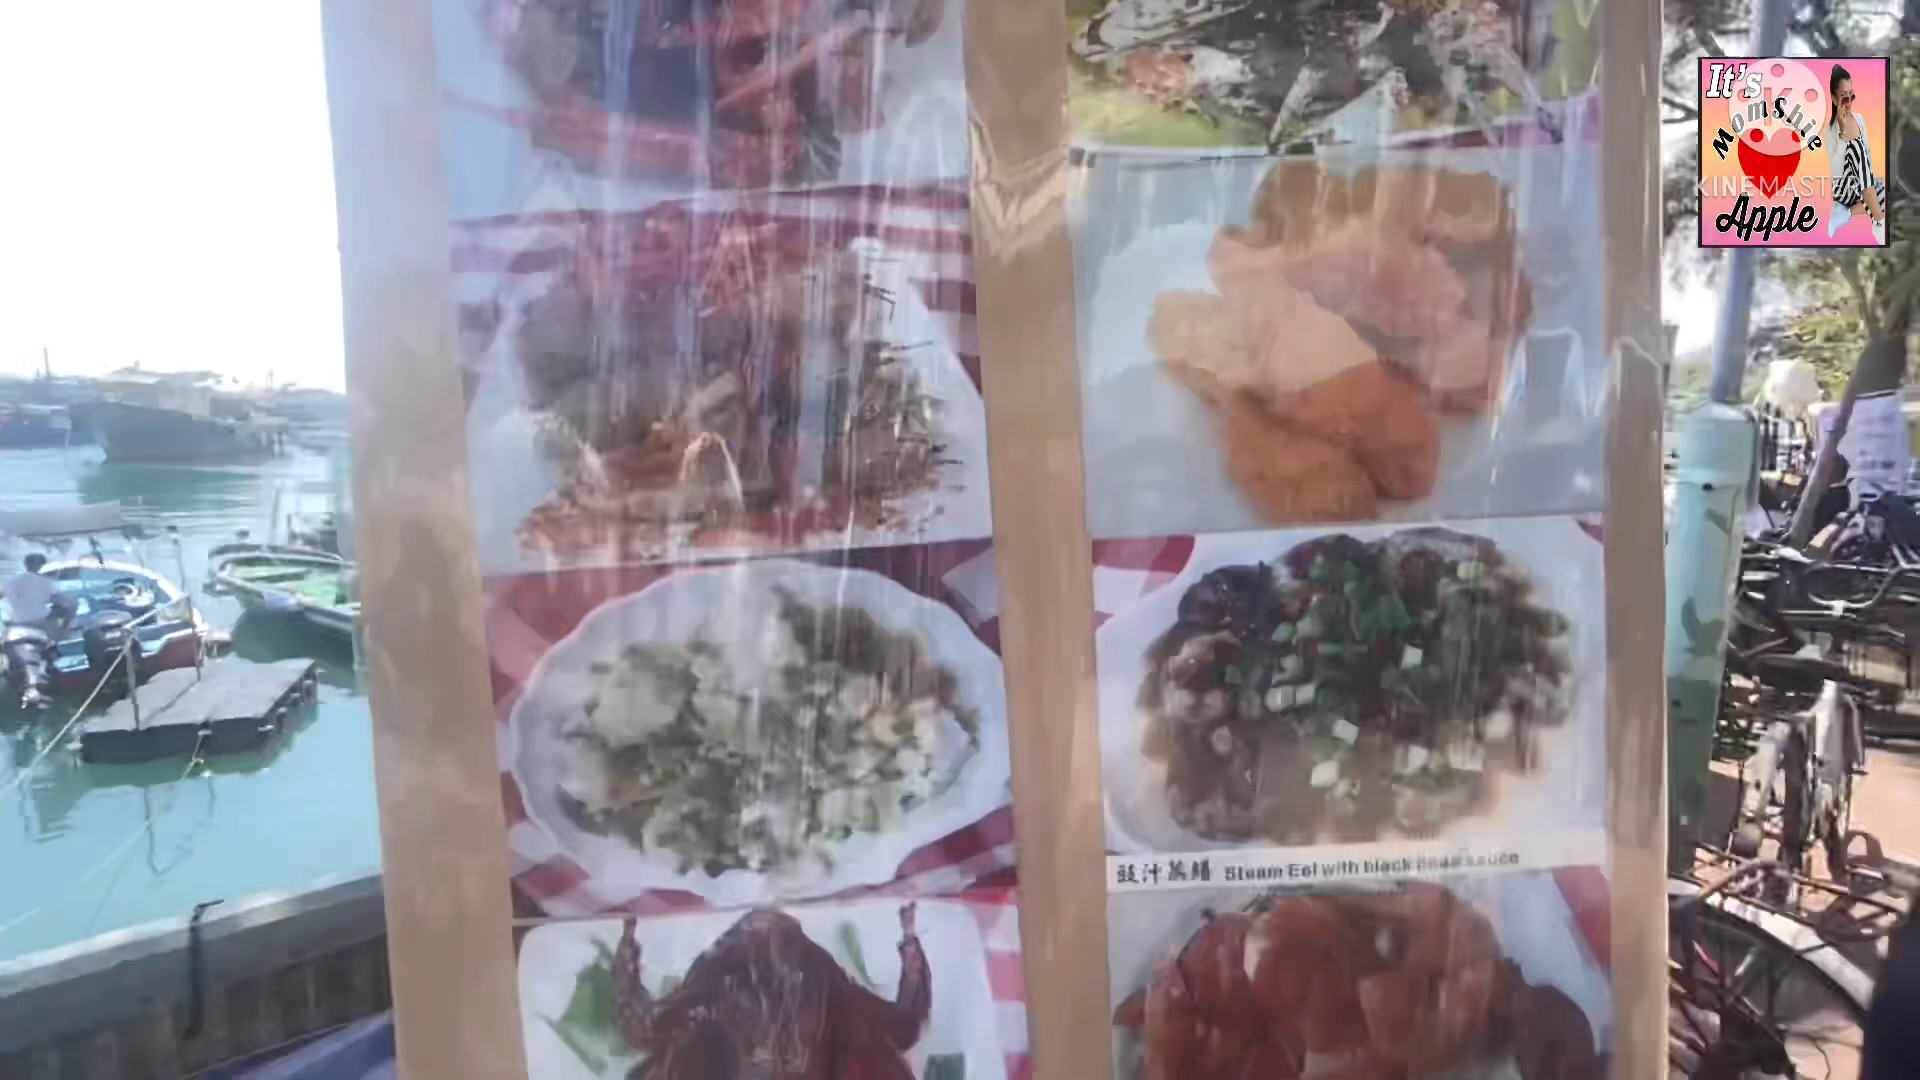 It's
MomShie
KINEMASTER
Apple
豉汁蒸鱔 Steam Eel with black bean sauce